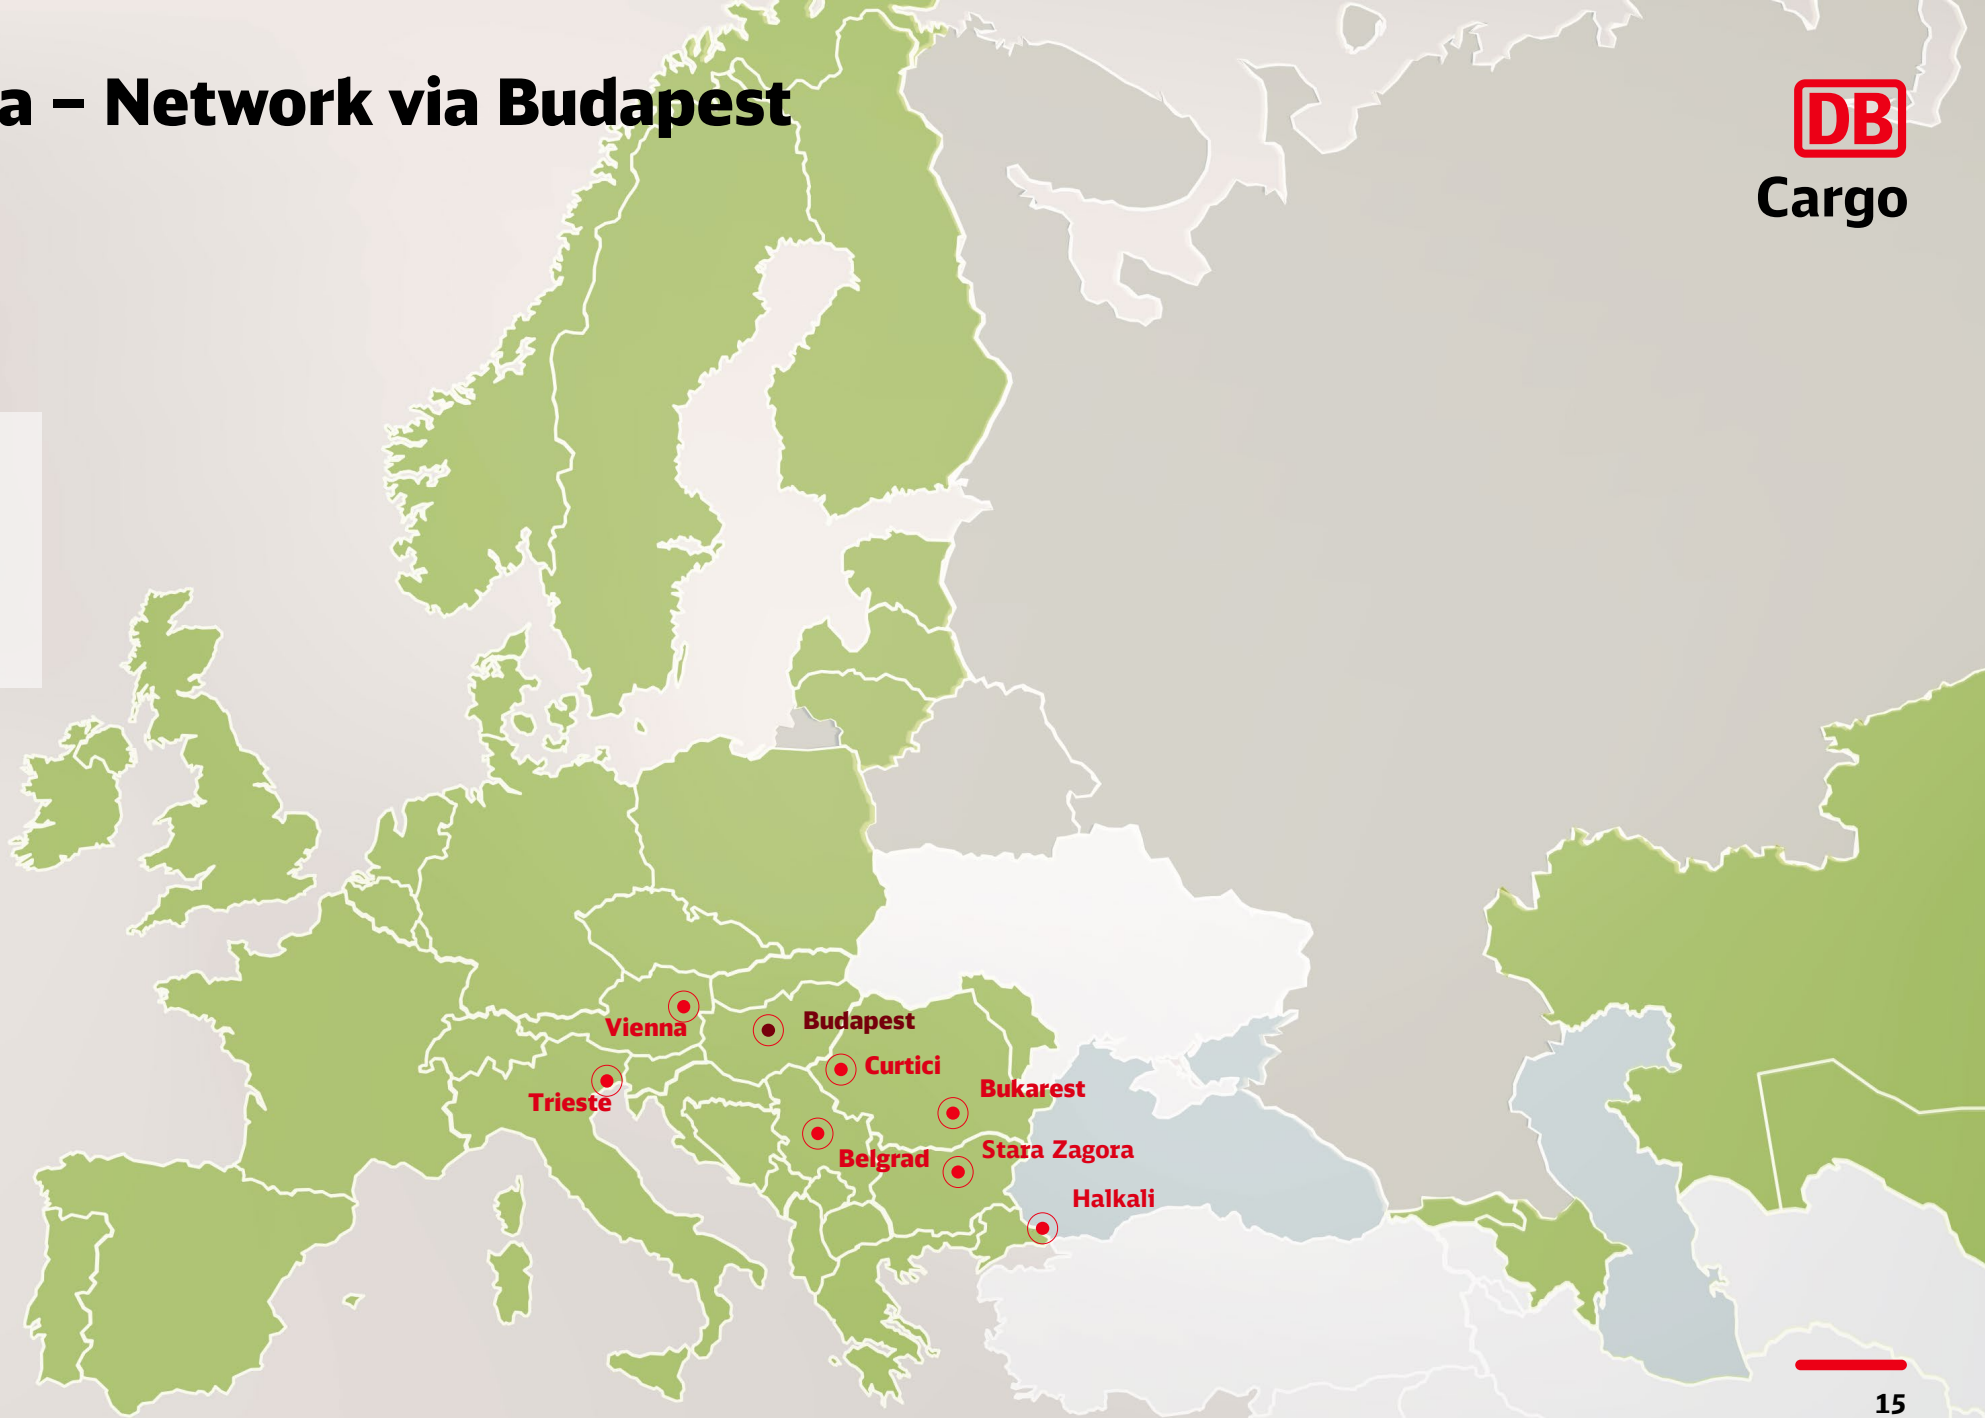 a – Network via Budapest
DB
Cargo
Vienna
Budapest
Curtici
Trieste
Bukarest
Belgrad
Stara Zagora
Halkali
15